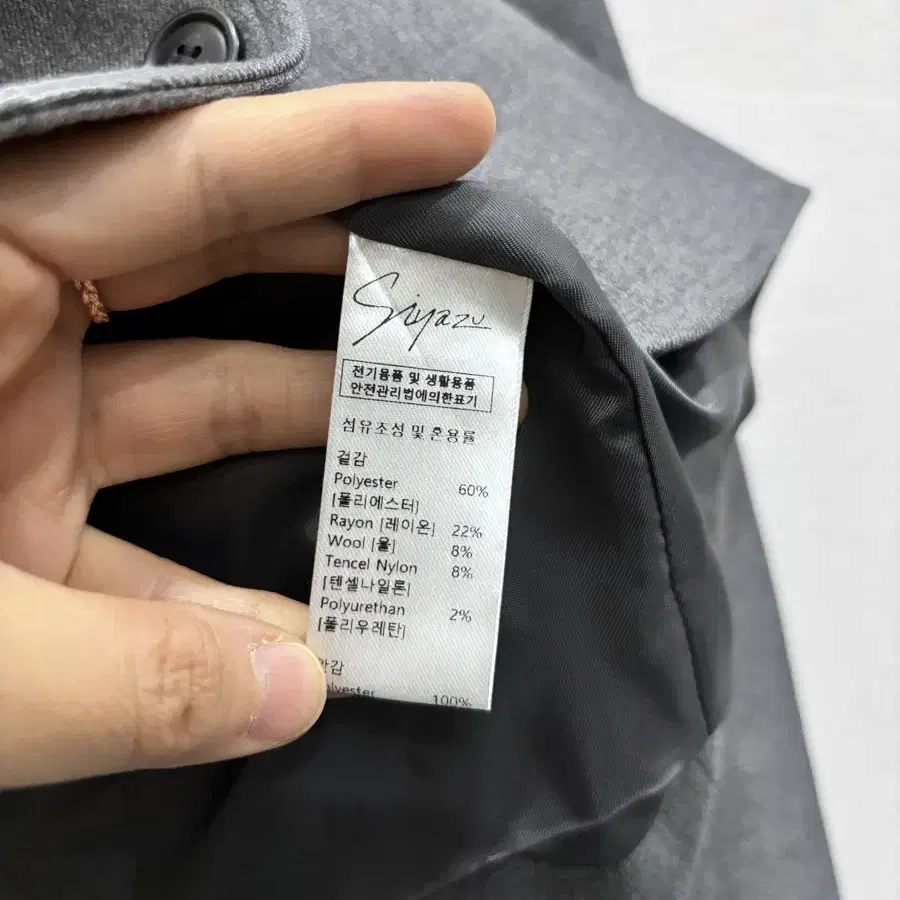 Siyazu
전기용품 및 생활용품
안전관리법에의한표기
섬유조성 및 혼용률
겉감
Polyester 60%
[폴리에스터]
Rayon [레이온] 22%
Wool [울] 8%
Tencel Nylon 8%
[텐셀나일론]
Polyurethan 2%
[폴리우레탄]
안감
Polyester 100%